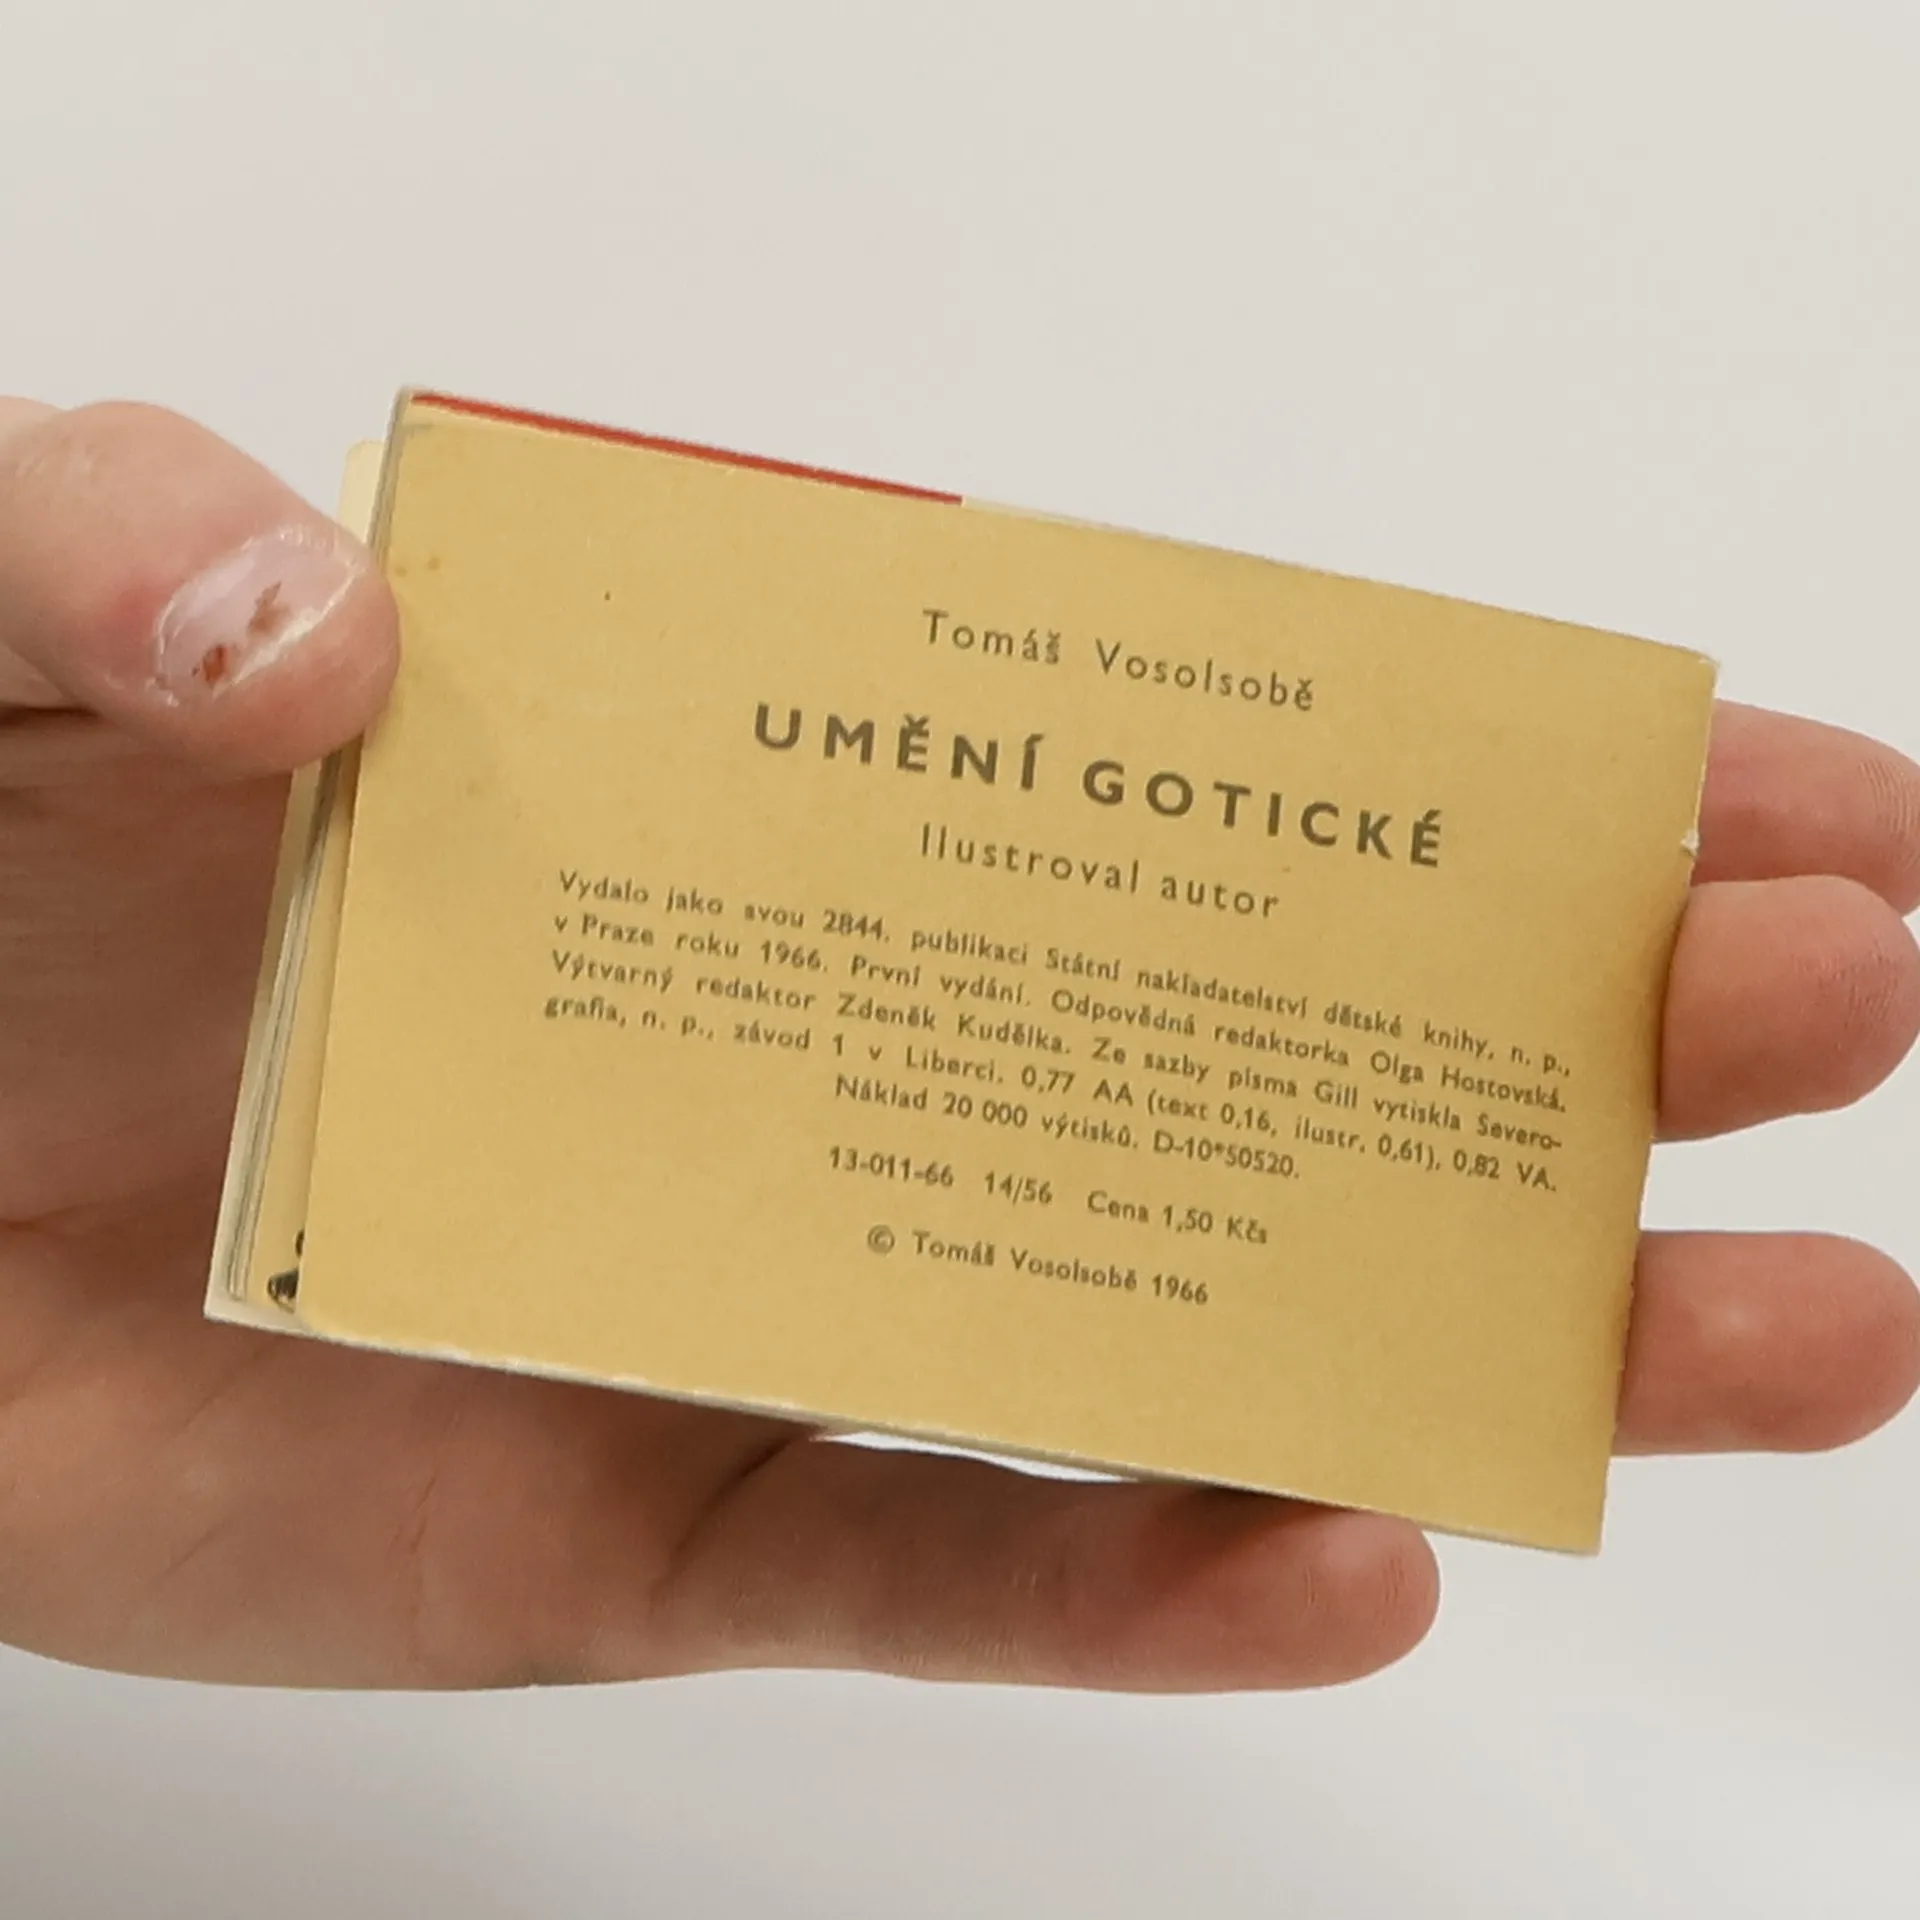 Tomáš Vosolsobě
UMĚNÍ GOTICKÉ
Ilustroval autor
Vydalo jako svou 2844. publikaci Státní nakladatelství dětské knihy, n. p.,
v Praze roku 1966. První vydání. Odpovědná redaktorka Olga Hostovská.
Výtvarný redaktor Zdeněk Kudělka. Ze sazby písma Gill vytiskla Severo-
grafia, n. p., závod 1 v Liberci. 0,77 AA (text 0,16, ilustr. 0,61), 0,82 VA.
Náklad 20 000 výtisků. D-10*50520.
13-011-66 14/56 Cena 1,50 Kčs
© Tomáš Vosolsobě 1966